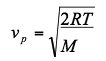 v_p = √(2RT/M)